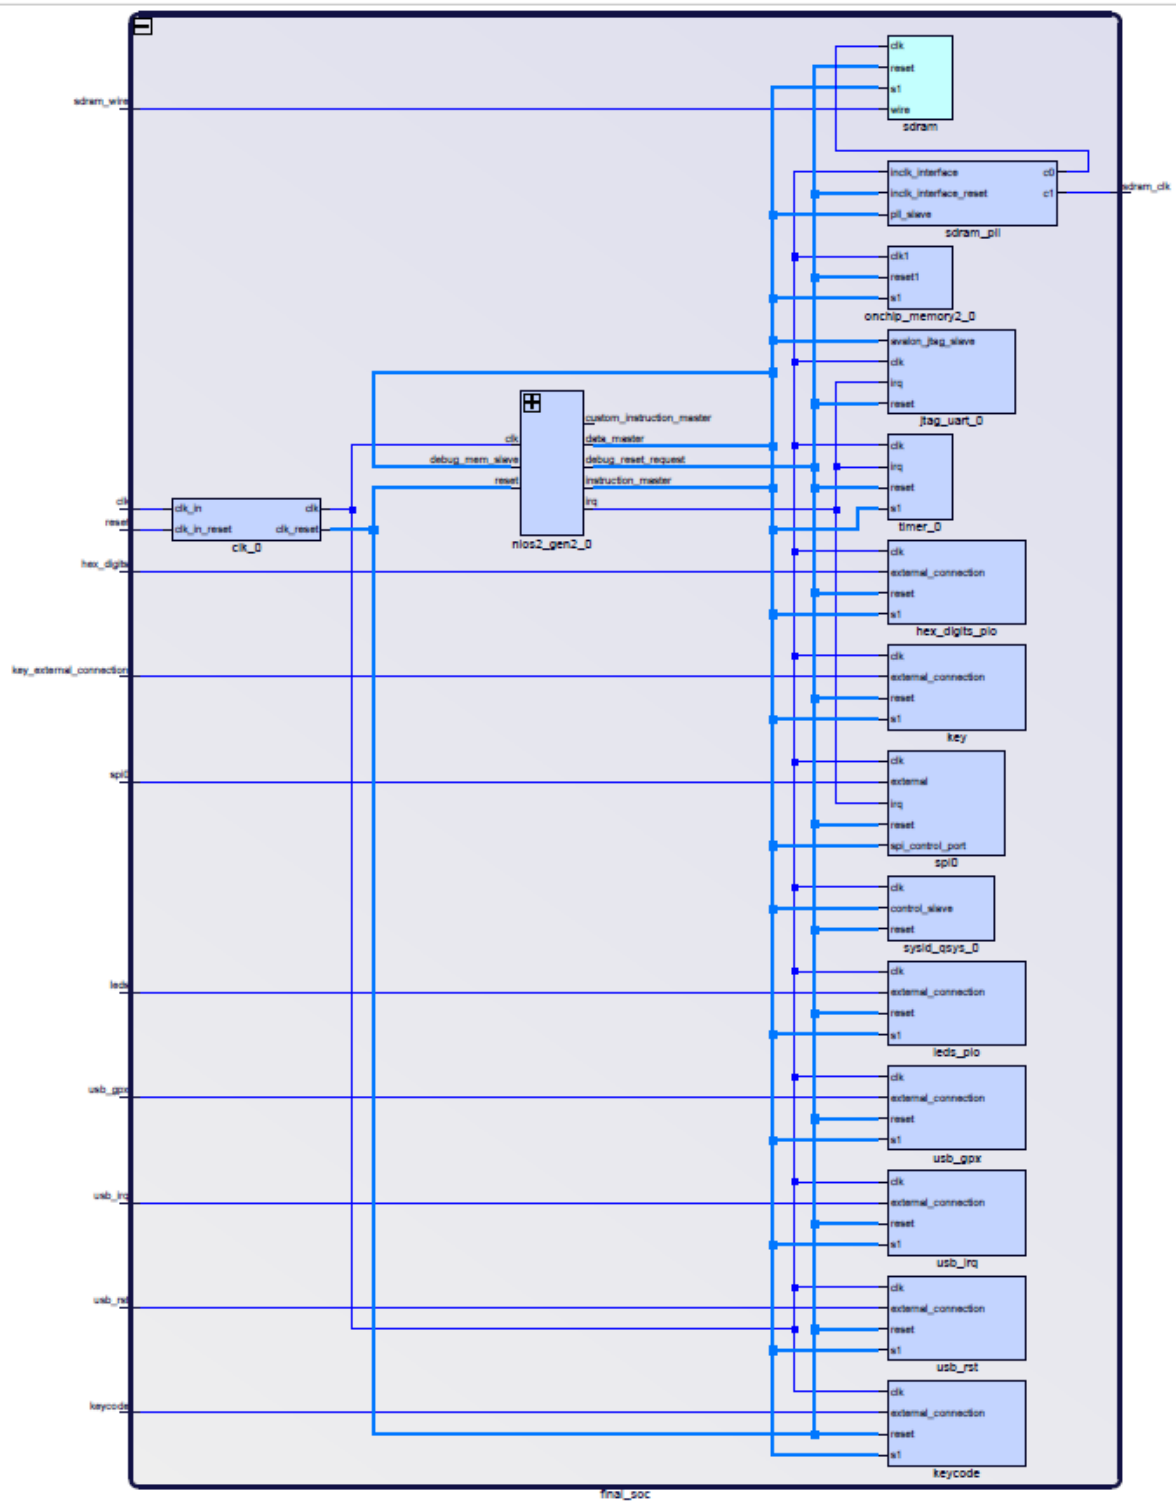 sdram_wire
clk
reset
s1
wire
sdram
inclk_interface
c0
inclk_interface_reset
c1
pll_slave
sdram_pll
sdram_clk
clk1
reset1
s1
onchip_memory2_0
avalon_jtag_slave
clk
irq
reset
jtag_uart_0
custom_instruction_master
clk
data_master
debug_mem_slave
debug_reset_request
reset
instruction_master
irq
nios2_gen2_0
clk
irq
reset
s1
timer_0
clk
reset
clk_in
clk
clk_in_reset
clk_reset
clk_0
hex_digits
clk
external_connection
reset
s1
hex_digits_pio
key_external_connection
clk
external_connection
reset
s1
key
spi0
clk
external
irq
reset
spi_control_port
spi0
clk
control_slave
reset
sysid_qsys_0
leds
clk
external_connection
reset
s1
leds_pio
usb_gpx
clk
external_connection
reset
s1
usb_gpx
usb_irq
clk
external_connection
reset
s1
usb_irq
usb_rst
clk
external_connection
reset
s1
usb_rst
keycode
clk
external_connection
reset
s1
keycode
final_soc